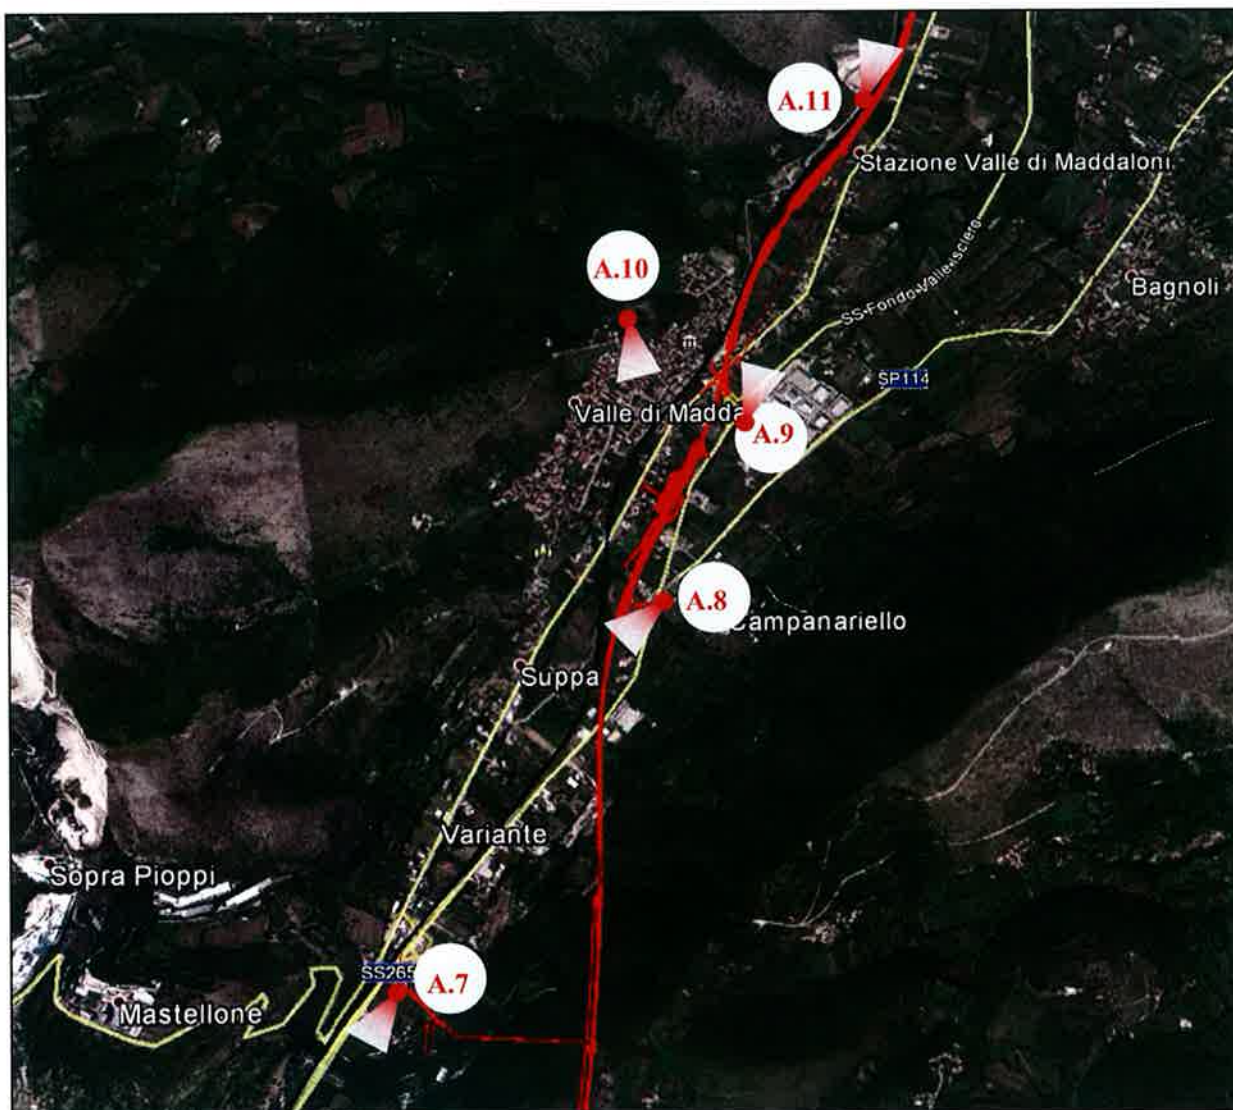 A.11
Stazione Valle di Maddaloni
A.10
Bagnoli
SS Fondo Valle Isclero
SP114
Valle di Madda
A.9
A.8
Campanariello
Suppa
Variante
Sopra Pioppi
SS265
A.7
Mastellone